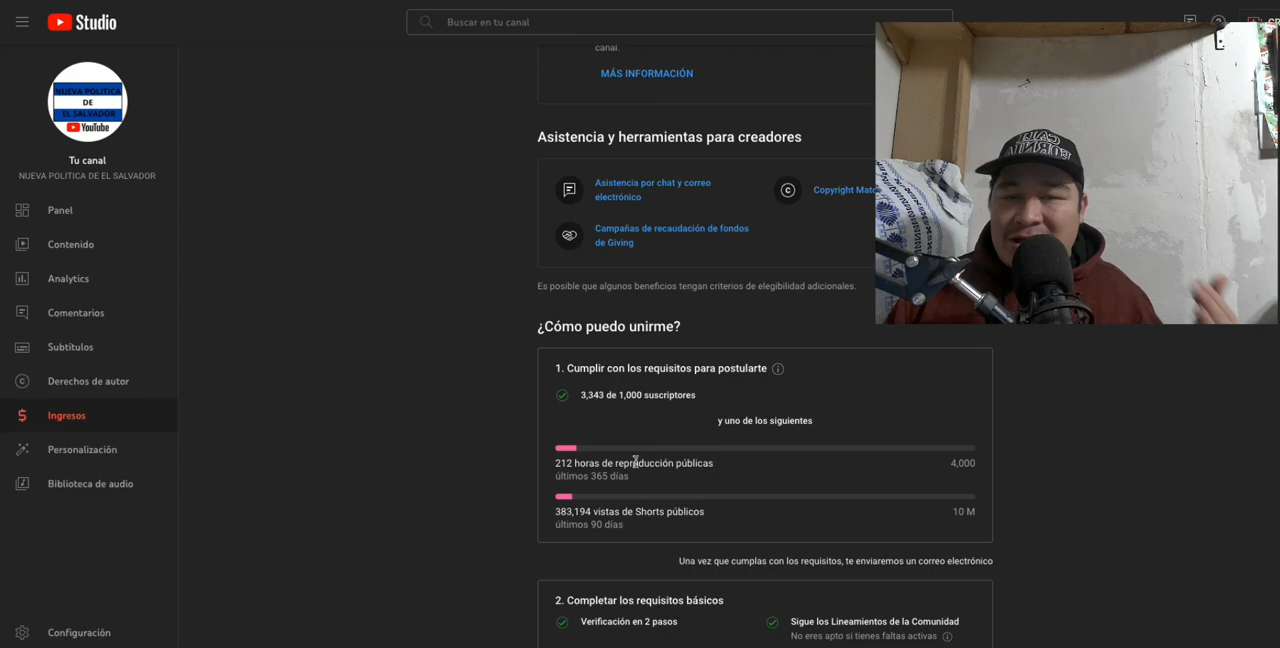 Studio
Buscar en tu canal
canal.
MÁS INFORMACIÓN
NUEVA POLITICA
DE
EL SALVADOR
YouTube
Tu canal
NUEVA POLITICA DE EL SALVADOR
Panel
Contenido
Analytics
Comentarios
Subtítulos
Derechos de autor
Ingresos
Personalización
Biblioteca de audio
Configuración
Asistencia y herramientas para creadores
Asistencia por chat y correo
electrónico
Copyright
Campañas de recaudación de fondos
de Giving
Es posible que algunos beneficios tengan criterios de elegibilidad adicionales.
¿Cómo puedo unirme?
1. Cumplir con los requisitos para postularte
3,343 de 1,000 suscriptores
y uno de los siguientes
212 horas de reproducción públicas 4,000
últimos 365 días
383,194 vistas de Shorts públicos 10 M
últimos 90 días
Una vez que cumplas con los requisitos, te enviaremos un correo electrónico
2. Completar los requisitos básicos
Verificación en 2 pasos
Sigue los Lineamientos de la Comunidad
No eres apto si tienes faltas activas